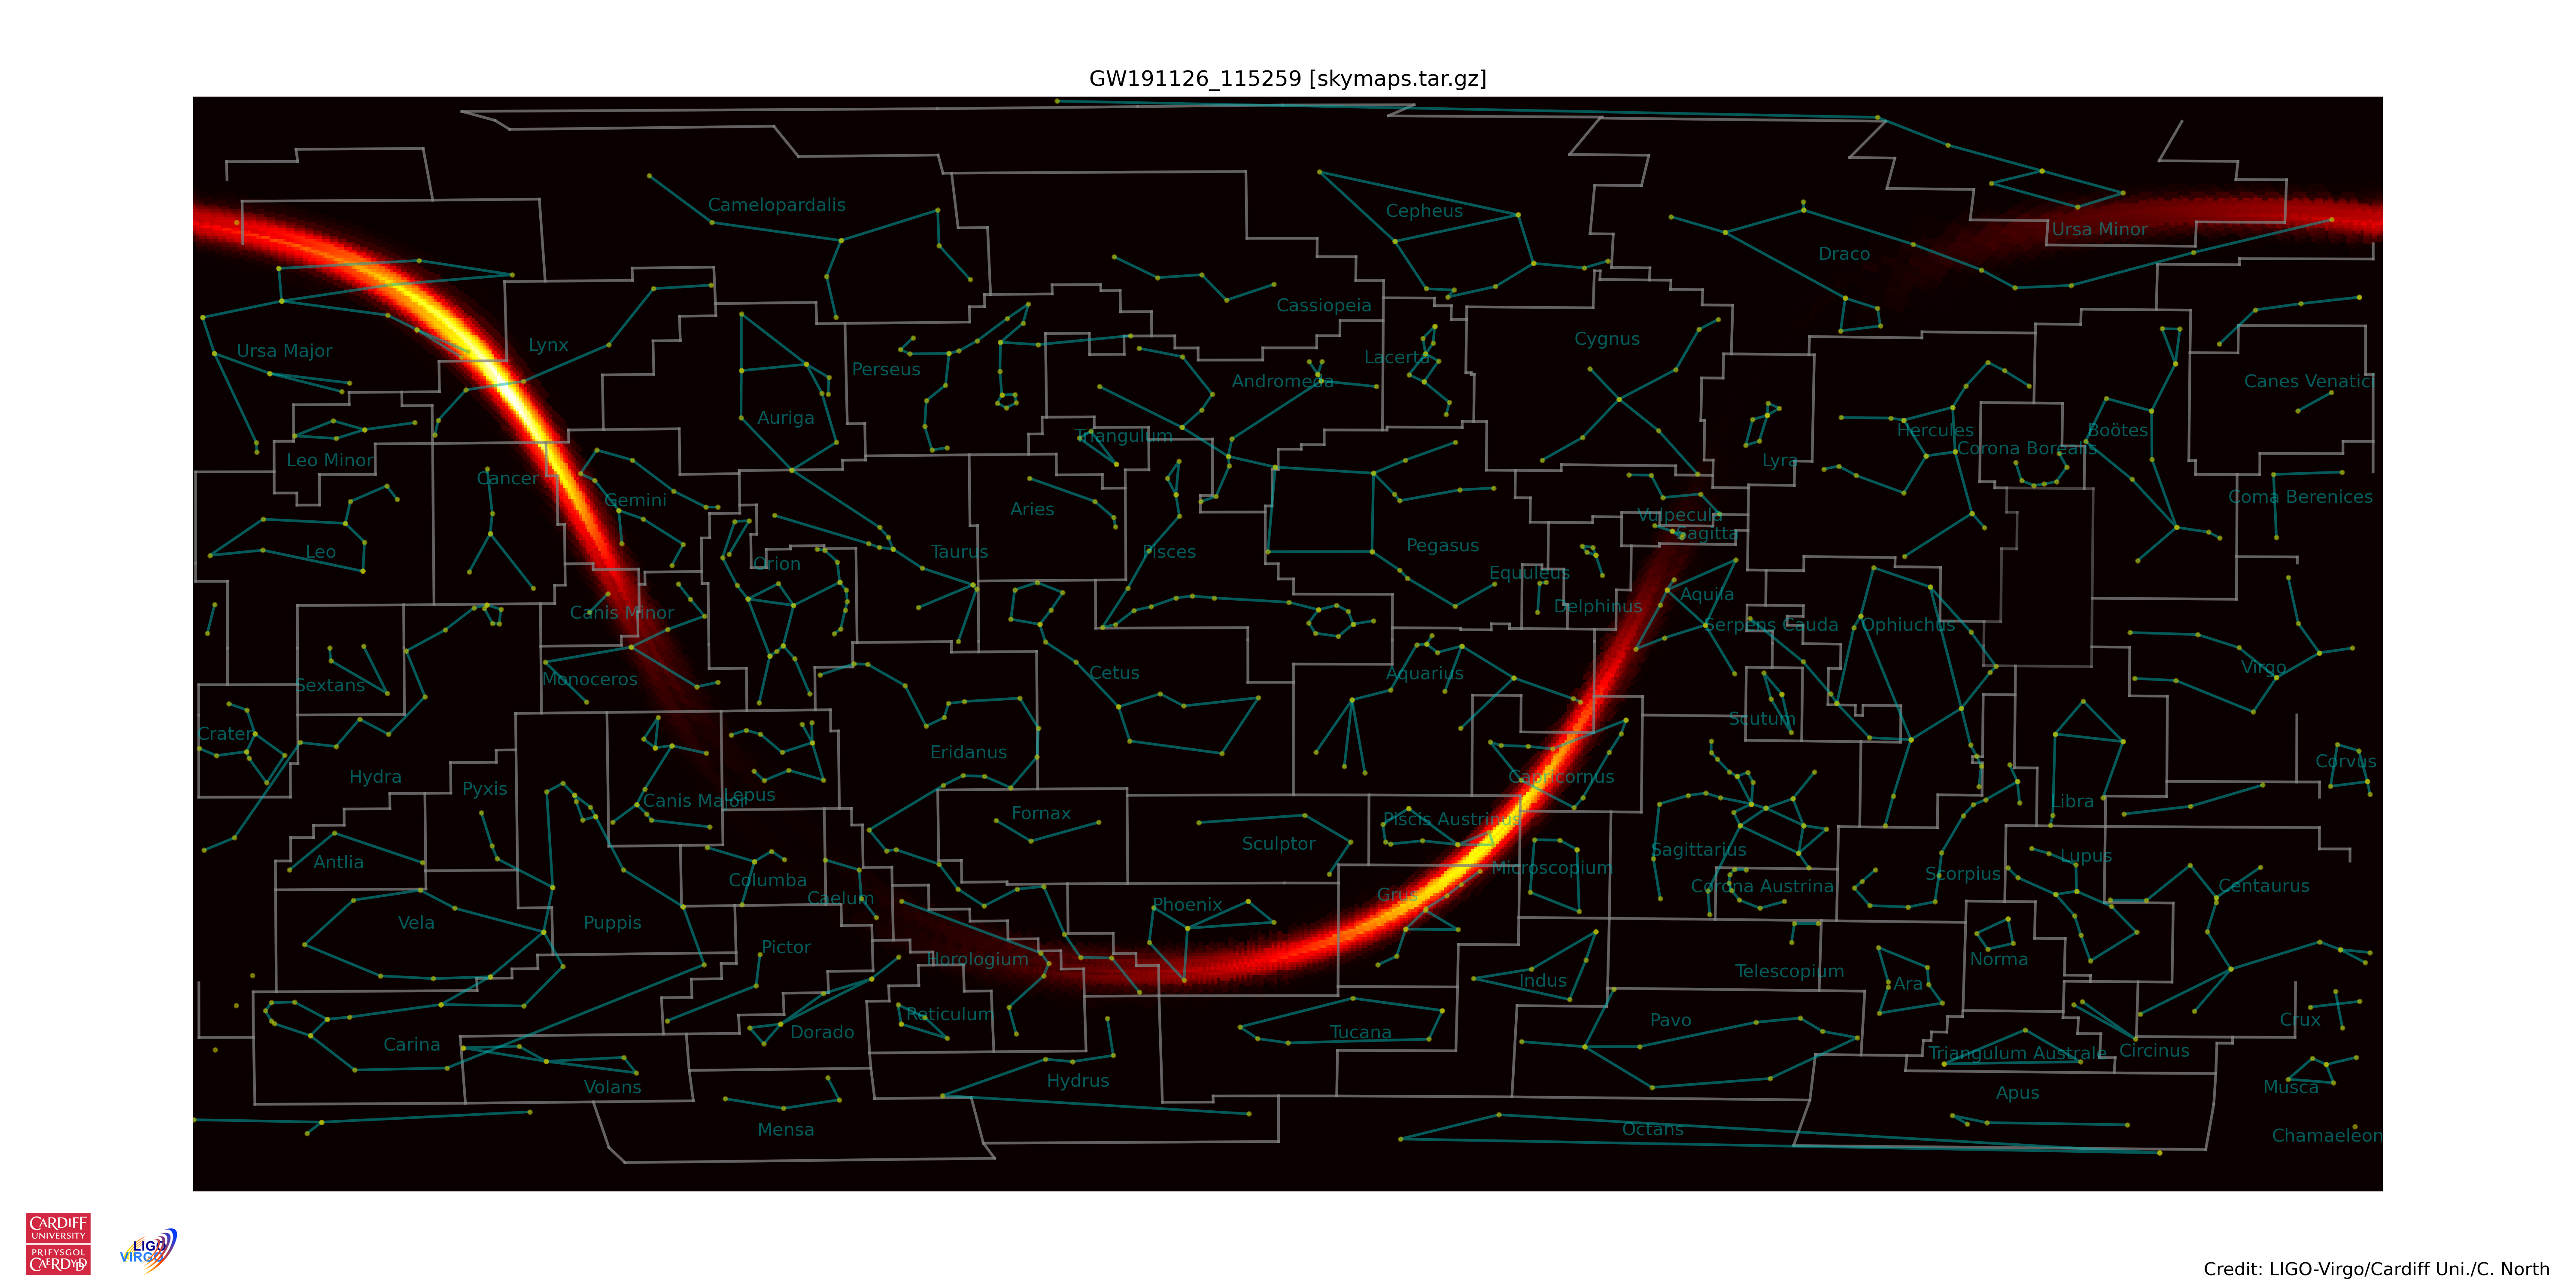 GW191126_115259 [skymaps.tar.gz]
Camelopardalis
Cepheus
Ursa Minor
Draco
Cassiopeia
Ursa Major
Lynx
Cygnus
Perseus
Lacerta
Andromeda
Canes Venatici
Auriga
Triangulum
Hercules
Boötes
Corona Borealis
Leo Minor
Lyra
Cancer
Gemini
Coma Berenices
Aries
Vulpecula
Sagitta
Leo
Taurus
Pisces
Pegasus
Orion
Equuleus
Aquila
Canis Minor
Delphinus
Serpens Cauda
Ophiuchus
Virgo
Cetus
Aquarius
Monoceros
Sextans
Scutum
Crater
Eridanus
Corvus
Hydra
Capricornus
Pyxis
Lepus
Canis Major
Libra
Fornax
Piscis Austrinus
Sculptor
Sagittarius
Lupus
Antlia
Microscopium
Scorpius
Columba
Corona Austrina
Centaurus
Grus
Caelum
Phoenix
Vela
Puppis
Pictor
Horologium
Norma
Telescopium
Indus
Ara
Reticulum
Pavo
Crux
Dorado
Tucana
Carina
Circinus
Triangulum Australe
Hydrus
Volans
Musca
Apus
Mensa
Octans
Chamaeleon
CARDIFF
UNIVERSITY
PRIFYSGOL
CAERDYDD
LIGO
VIRGO
Credit: LIGO-Virgo/Cardiff Uni./C. North